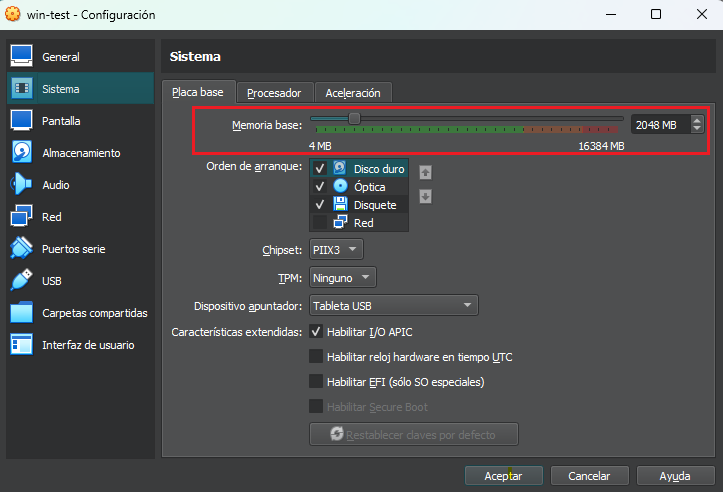 win-test - Configuración
General
Sistema
Pantalla
Almacenamiento
Audio
Red
Puertos serie
USB
Carpetas compartidas
Interfaz de usuario
Sistema
Placa base Procesador Aceleración
Memoria base: 2048 MB
4 MB 16384 MB
Orden de arranque: Disco duro
Óptica
Disquete
Red
Chipset: PIIX3
TPM: Ninguno
Dispositivo apuntador: Tableta USB
Características extendidas: Habilitar I/O APIC
Habilitar reloj hardware en tiempo UTC
Habilitar EFI (sólo SO especiales)
Habilitar Secure Boot
Restablecer claves por defecto
Aceptar Cancelar Ayuda